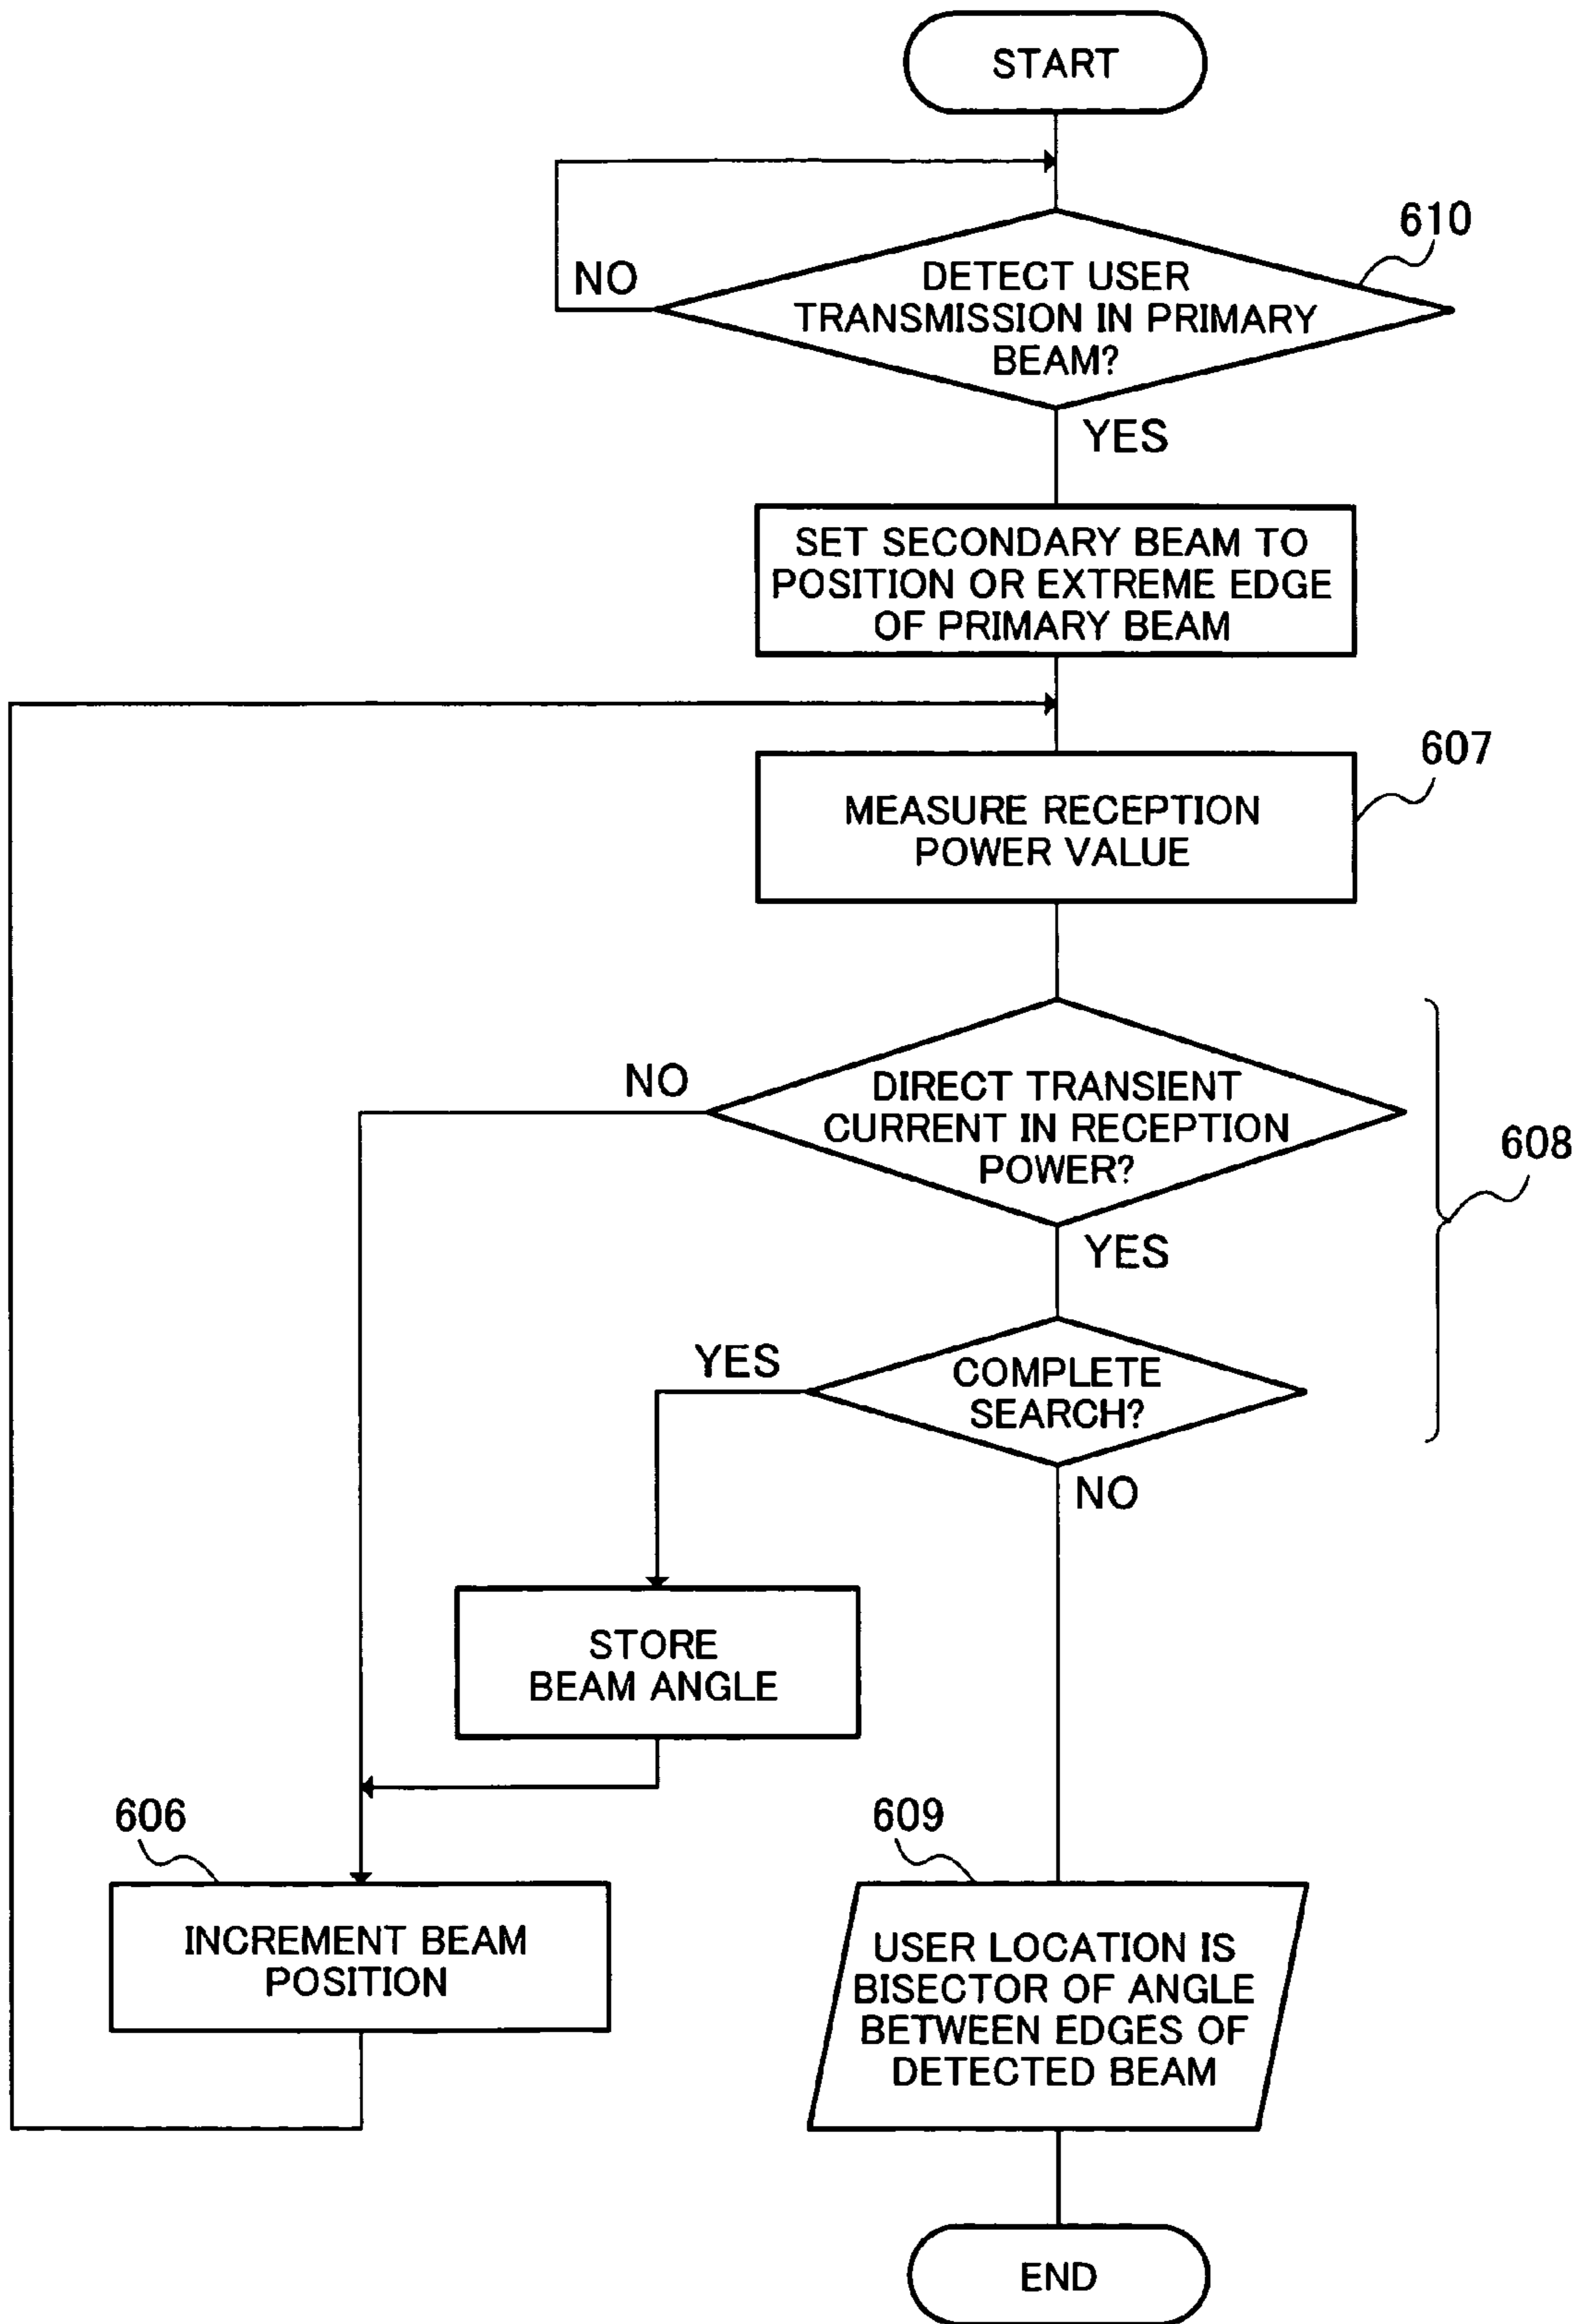 START
610
NO
DETECT USER
TRANSMISSION IN PRIMARY
BEAM?
YES
SET SECONDARY BEAM TO
POSITION OR EXTREME EDGE
OF PRIMARY BEAM
607
MEASURE RECEPTION
POWER VALUE
NO
DIRECT TRANSIENT
CURRENT IN RECEPTION
POWER?
608
YES
YES
COMPLETE
SEARCH?
NO
STORE
BEAM ANGLE
606
609
INCREMENT BEAM
POSITION
USER LOCATION IS
BISECTOR OF ANGLE
BETWEEN EDGES OF
DETECTED BEAM
END